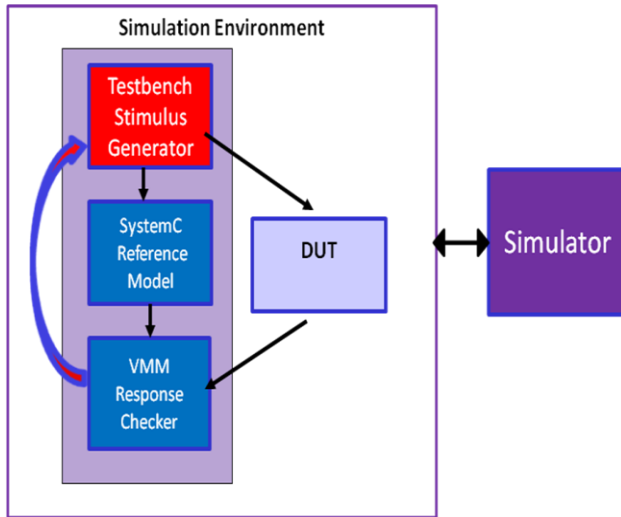 Simulation Environment
Testbench
Stimulus
Generator
SystemC
Reference
Model
DUT
Simulator
VMM
Response
Checker